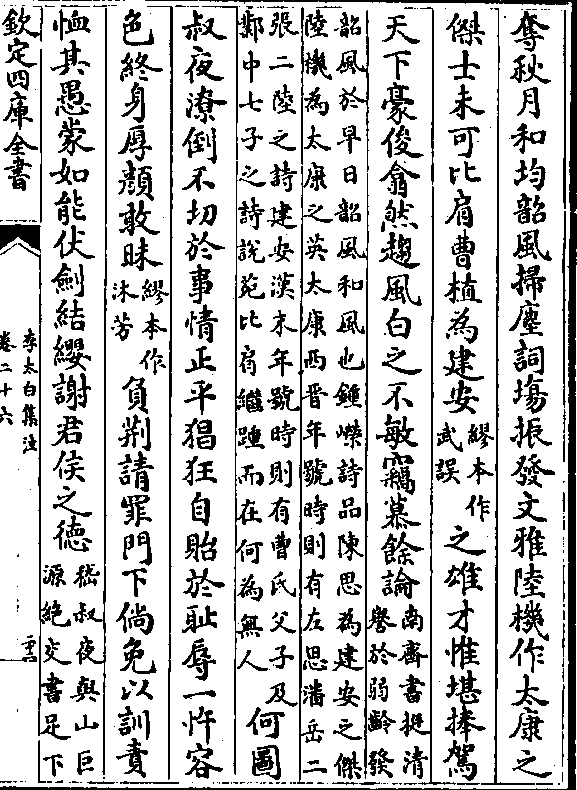 奪秋月和均韶風掃塵詞塲振發文雅陸機作太康之
傑士未可比肩曹植為建安繆本作武誤之雄才惟堪捧駕
天下豪俊翕然趨風白之不敏竊慕餘論南齊書挺清譽於弱齡發
韶風於早日韶風和風也鍾嶸詩品陳思為建安之傑
陸機為太康之英太康西晉年號時則有左思潘岳二
張二陸之詩建安漢末年號時則有曹氏父子及
鄴中七子之詩說苑比肩繼踵而在何為無人何圖
叔夜潦倒不切於事情正平猖狂自貽於耻辱一忤容
色終身厚顏敢昧繆本作沐芳負荆請罪門下倘免以訓責
恤其愚蒙如能伏劍結纓謝君侯之德嵇叔夜與山巨源絶交書足下
欽定四庫全書
李太白集注
卷二十六